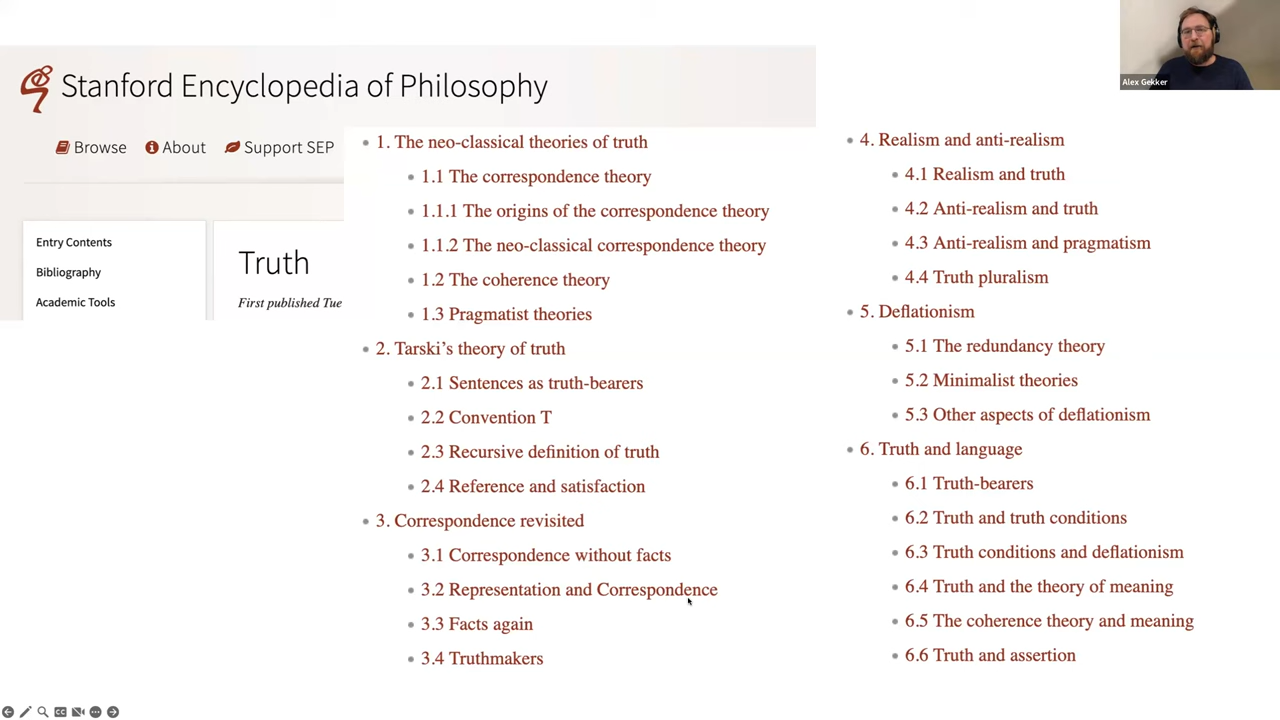 Alex Gekker
Stanford Encyclopedia of Philosophy
Browse About Support SEP
Entry Contents
Bibliography
Academic Tools
Truth
First published Tue
1. The neo-classical theories of truth
1.1 The correspondence theory
1.1.1 The origins of the correspondence theory
1.1.2 The neo-classical correspondence theory
1.2 The coherence theory
1.3 Pragmatist theories
2. Tarski's theory of truth
2.1 Sentences as truth-bearers
2.2 Convention T
2.3 Recursive definition of truth
2.4 Reference and satisfaction
3. Correspondence revisited
3.1 Correspondence without facts
3.2 Representation and Correspondence
3.3 Facts again
3.4 Truthmakers
4. Realism and anti-realism
4.1 Realism and truth
4.2 Anti-realism and truth
4.3 Anti-realism and pragmatism
4.4 Truth pluralism
5. Deflationism
5.1 The redundancy theory
5.2 Minimalist theories
5.3 Other aspects of deflationism
6. Truth and language
6.1 Truth-bearers
6.2 Truth and truth conditions
6.3 Truth conditions and deflationism
6.4 Truth and the theory of meaning
6.5 The coherence theory and meaning
6.6 Truth and assertion